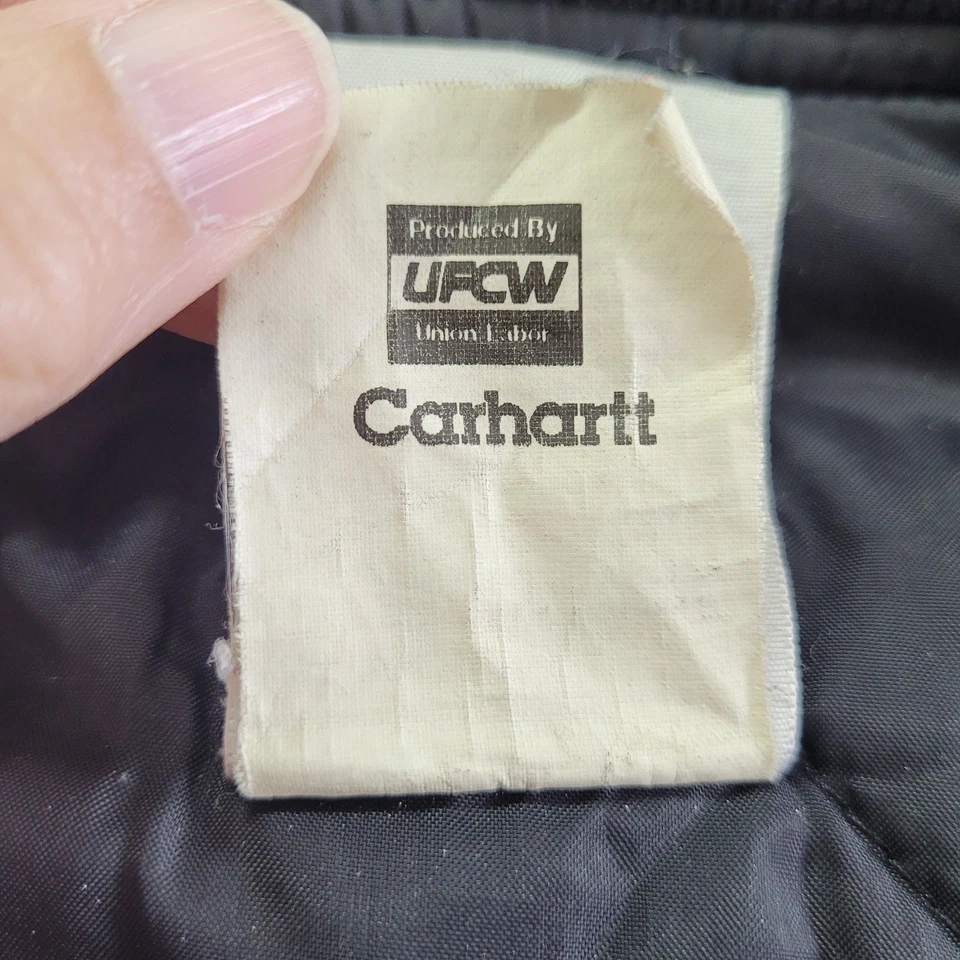 Produced By
UFCW
Union Labor
Carhartt